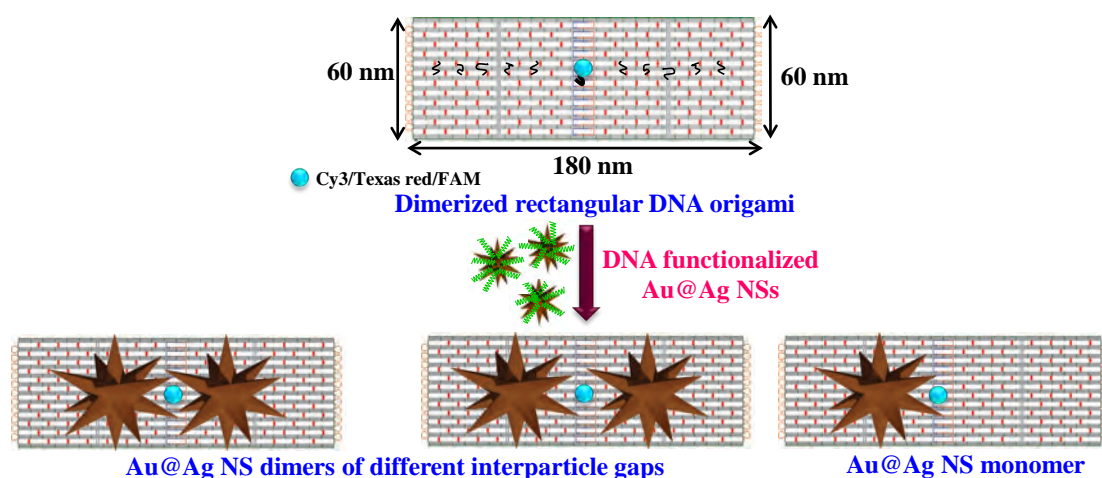 60 nm
60 nm
180 nm
Cy3/Texas red/FAM
Dimerized rectangular DNA origami
DNA functionalized
Au@Ag NSs
Au@Ag NS dimers of different interparticle gaps
Au@Ag NS monomer